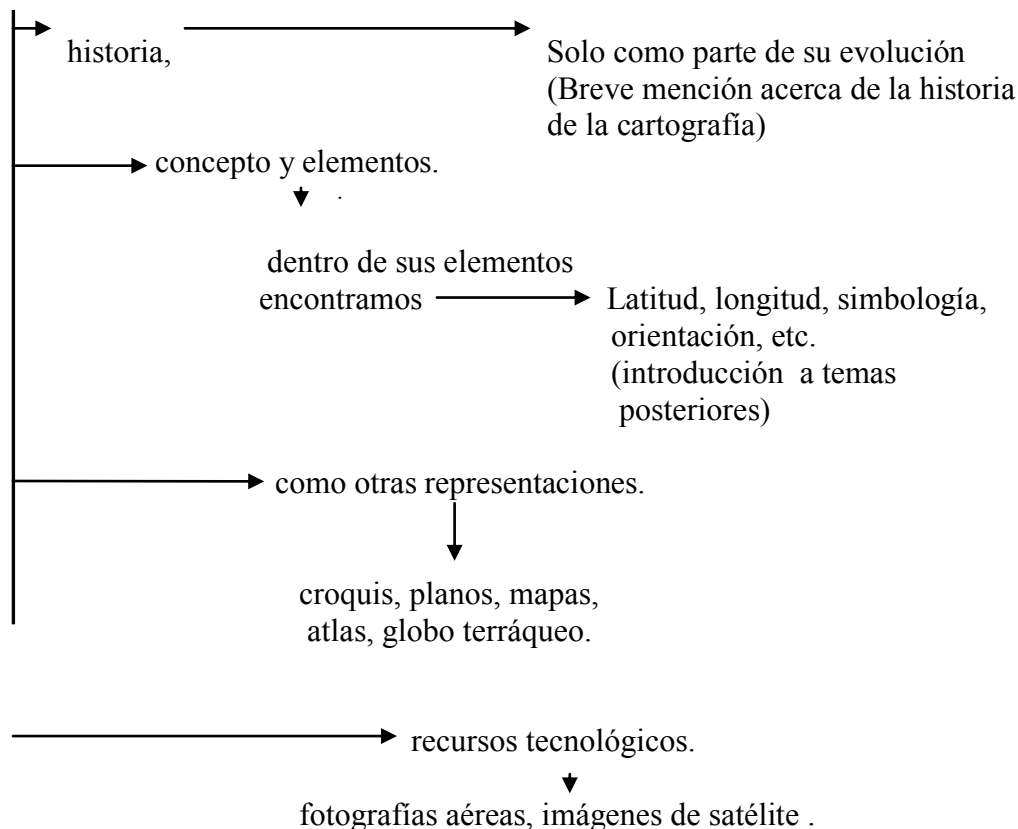 historia,
Solo como parte de su evolución
(Breve mención acerca de la historia
de la cartografía)
concepto y elementos.
.
dentro de sus elementos
encontramos
Latitud, longitud, simbología,
orientación, etc.
(introducción a temas
posteriores)
como otras representaciones.
croquis, planos, mapas,
atlas, globo terráqueo.
recursos tecnológicos.
fotografías aéreas, imágenes de satélite .